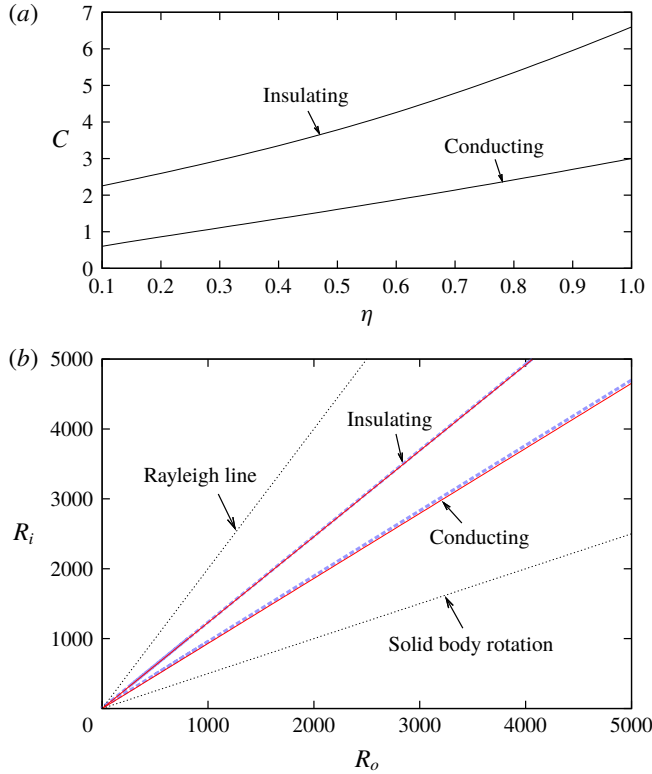 (a)
7
6
5
4
3
2
1
0
C
Insulating
Conducting
0.1 0.2 0.3 0.4 0.5 0.6 0.7 0.8 0.9 1.0
η
(b)
5000
4000
3000
2000
1000
R_i
Rayleigh line
Insulating
Conducting
Solid body rotation
0 1000 2000 3000 4000 5000
R_o